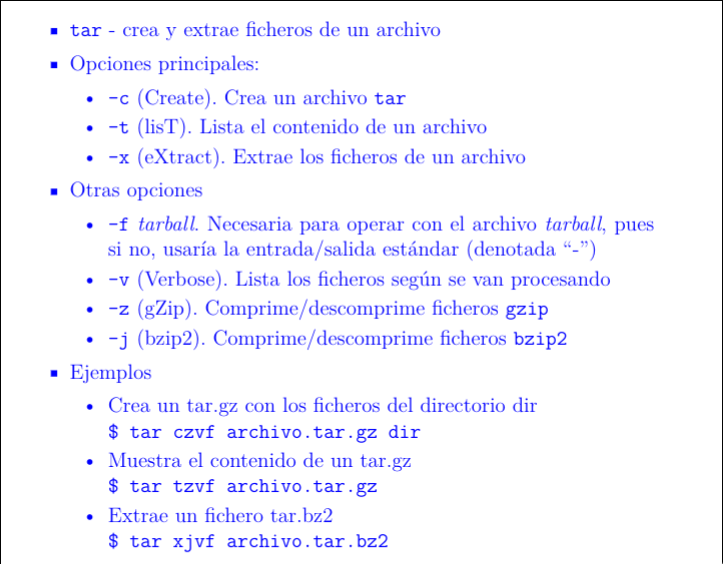 tar - crea y extrae ficheros de un archivo
Opciones principales:
-c (Create). Crea un archivo tar
-t (lisT). Lista el contenido de un archivo
-x (eXtract). Extrae los ficheros de un archivo
Otras opciones
-f tarball. Necesaria para operar con el archivo tarball, pues
si no, usaría la entrada/salida estándar (denotada “-”)
-v (Verbose). Lista los ficheros según se van procesando
-z (gZip). Comprime/descomprime ficheros gzip
-j (bzip2). Comprime/descomprime ficheros bzip2
Ejemplos
Crea un tar.gz con los ficheros del directorio dir
$ tar czvf archivo.tar.gz dir
Muestra el contenido de un tar.gz
$ tar tzvf archivo.tar.gz
Extrae un fichero tar.bz2
$ tar xjvf archivo.tar.bz2